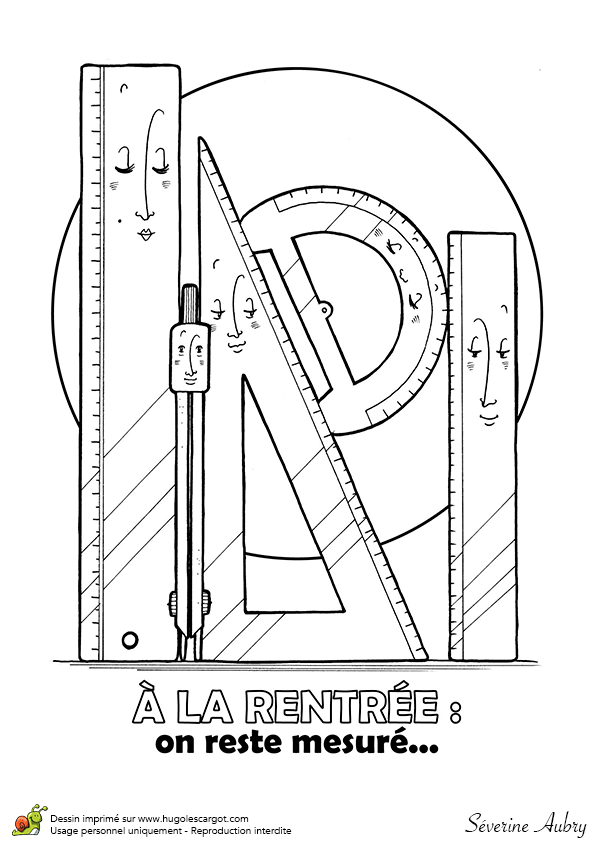 À LA RENTRÉE :
on reste mesuré...
Dessin imprimé sur www.hugolescargot.com
Usage personnel uniquement - Reproduction interdite
Séverine Aubry